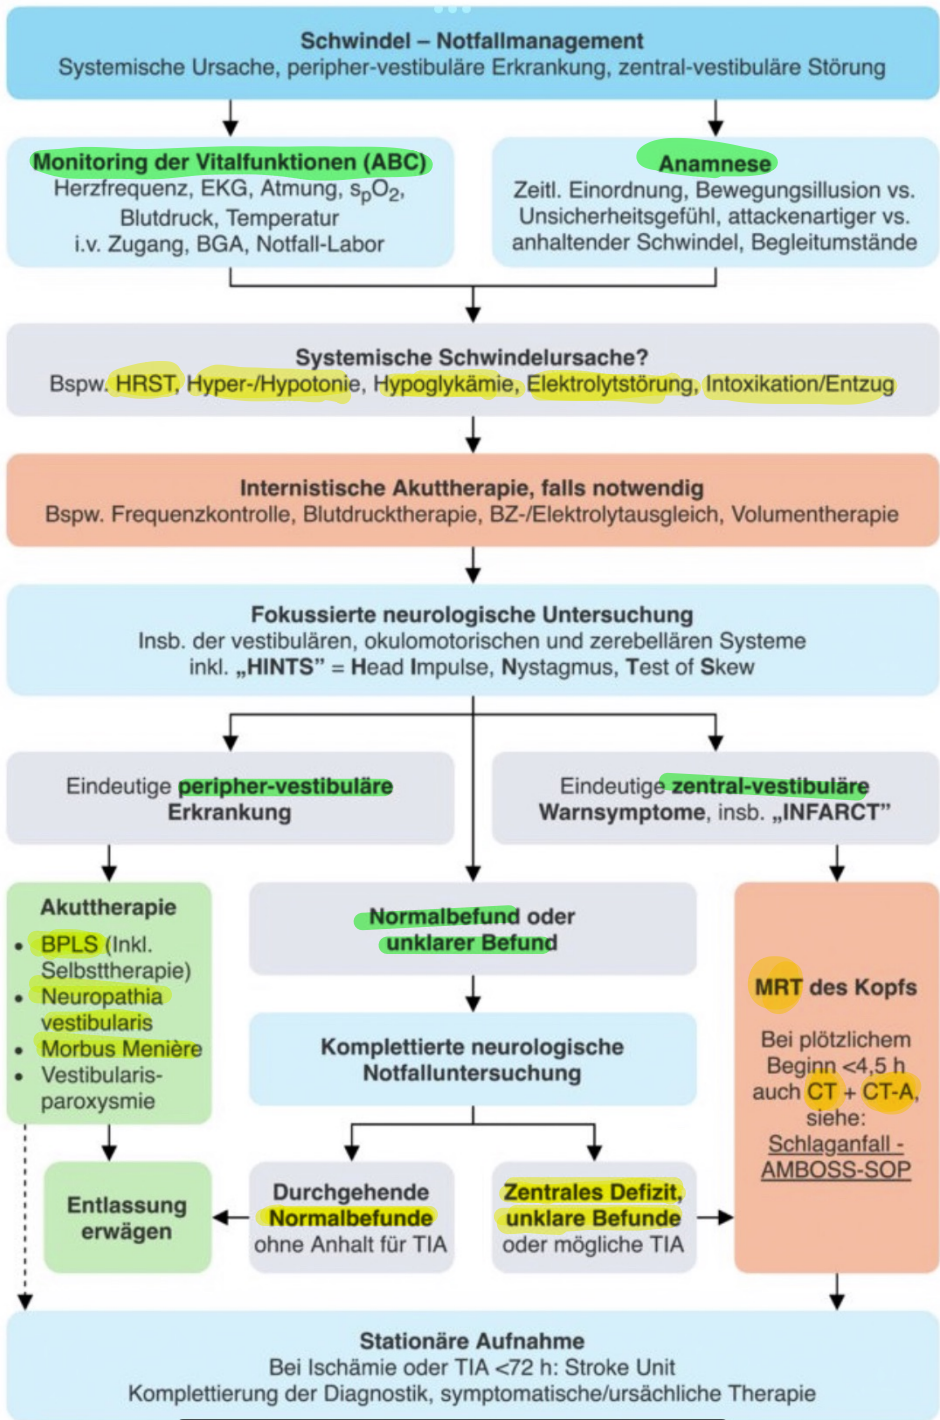 Schwindel – Notfallmanagement
Systemische Ursache, peripher-vestibuläre Erkrankung, zentral-vestibuläre Störung
Monitoring der Vitalfunktionen (ABC)
Herzfrequenz, EKG, Atmung, spO2,
Blutdruck, Temperatur
i.v. Zugang, BGA, Notfall-Labor
Anamnese
Zeitl. Einordnung, Bewegungsillusion vs.
Unsicherheitsgefühl, attackenartiger vs.
anhaltender Schwindel, Begleitumstände
Systemische Schwindelursache?
Bspw. HRST, Hyper-/Hypotonie, Hypoglykämie, Elektrolytstörung, Intoxikation/Entzug
Internistische Akuttherapie, falls notwendig
Bspw. Frequenzkontrolle, Blutdrucktherapie, BZ-/Elektrolytausgleich, Volumentherapie
Fokussierte neurologische Untersuchung
Insb. der vestibulären, okulomotorischen und zerebellären Systeme
inkl. „HINTS” = Head Impulse, Nystagmus, Test of Skew
Eindeutige peripher-vestibuläre
Erkrankung
Eindeutige zentral-vestibuläre
Warnsymptome, insb. „INFARCT”
Akuttherapie
• BPLS (Inkl.
Selbsttherapie)
• Neuropathia
vestibularis
• Morbus Menière
• Vestibularis-
paroxysmie
Normalbefund oder
unklarer Befund
MRT des Kopfs
Bei plötzlichem
Beginn <4,5 h
auch CT + CT-A,
siehe:
Schlaganfall -
AMBOSS-SOP
Komplettierte neurologische
Notfalluntersuchung
Entlassung
erwägen
Durchgehende
Normalbefunde
ohne Anhalt für TIA
Zentrales Defizit,
unklare Befunde
oder mögliche TIA
Stationäre Aufnahme
Bei Ischämie oder TIA <72 h: Stroke Unit
Komplettierung der Diagnostik, symptomatische/ursächliche Therapie